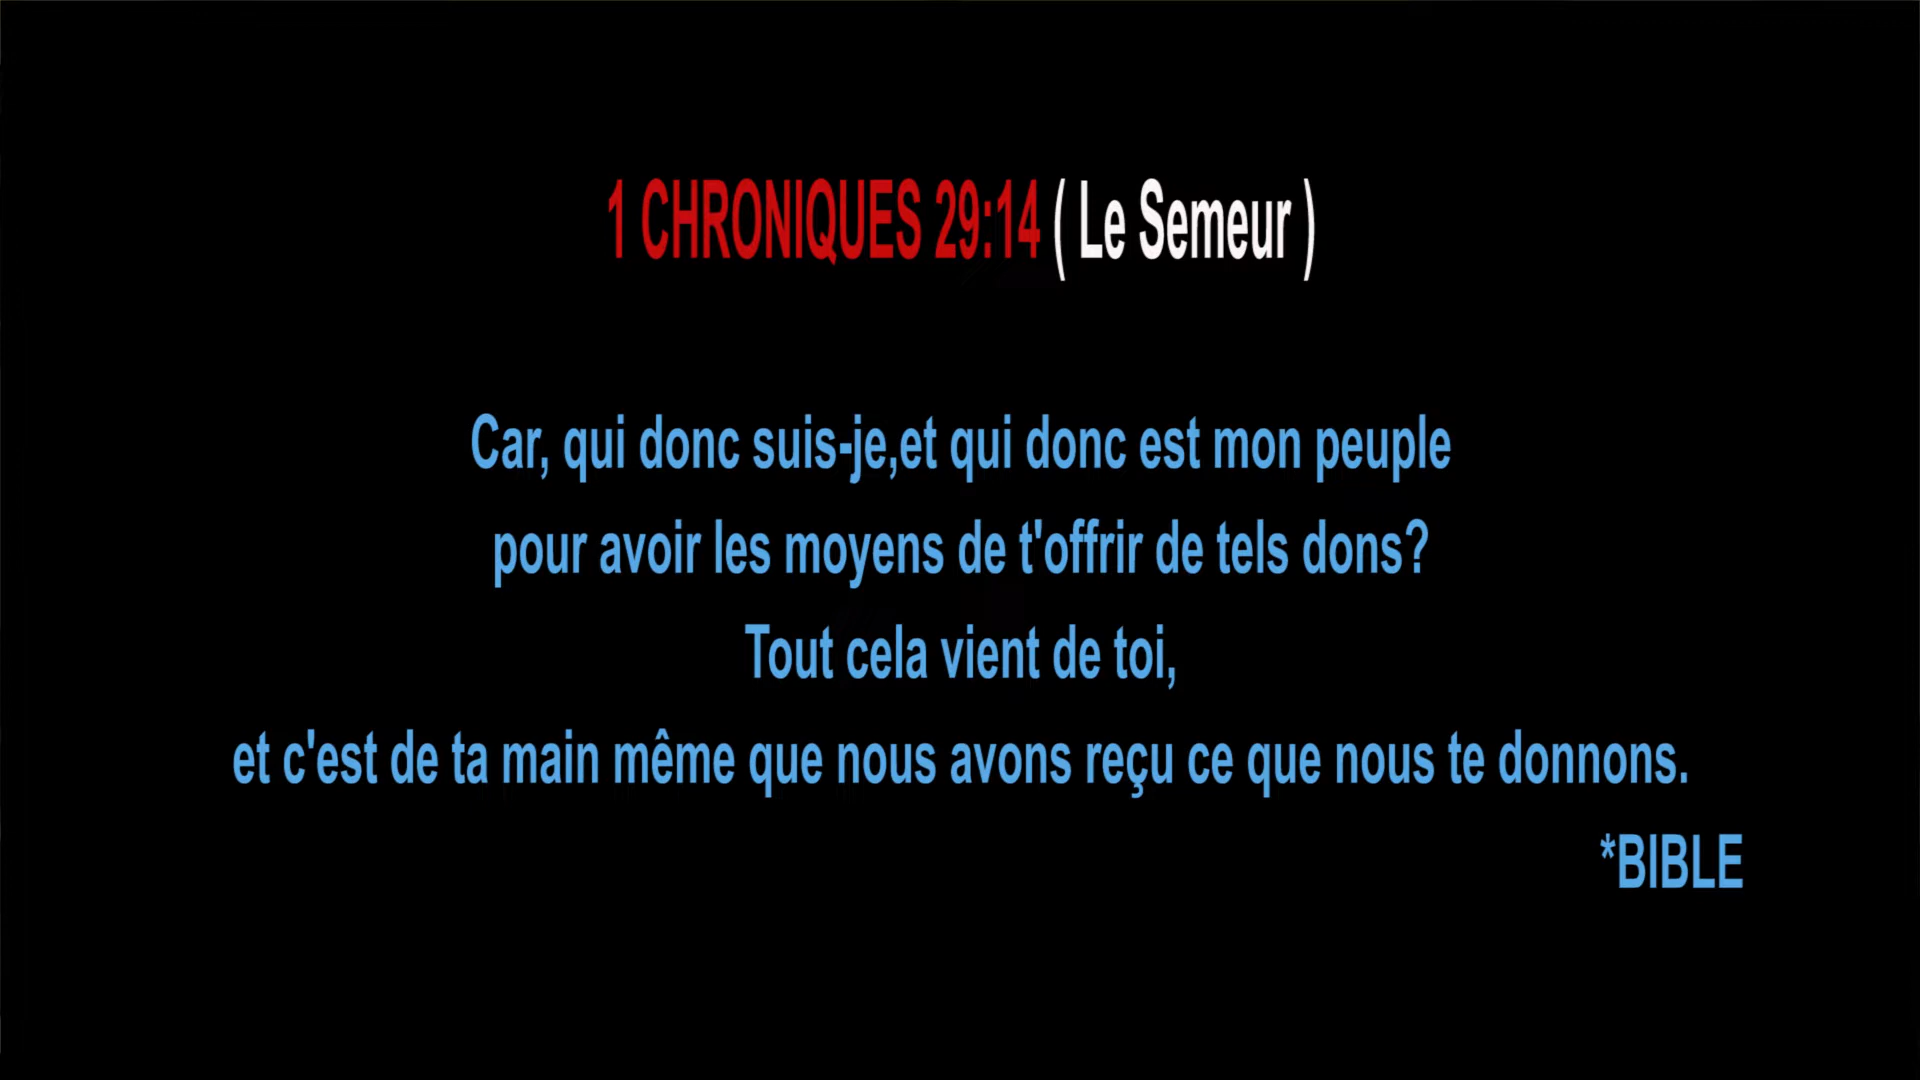 1 CHRONIQUES 29:14 ( Le Semeur )
Car, qui donc suis-je,et qui donc est mon peuple
pour avoir les moyens de t'offrir de tels dons?
Tout cela vient de toi,
et c'est de ta main même que nous avons reçu ce que nous te donnons.
*BIBLE